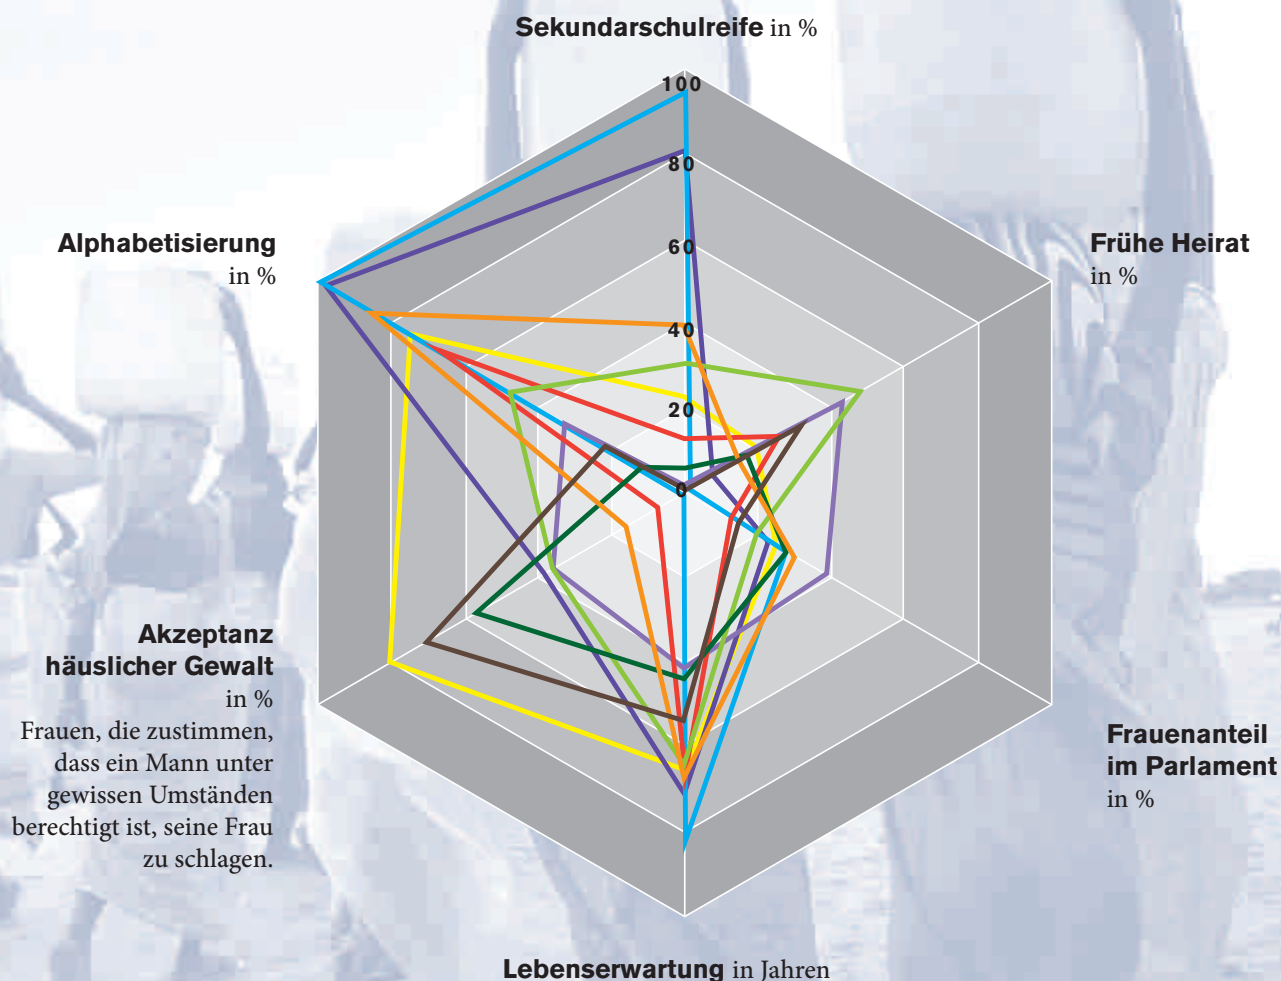 Sekundarschulreife in %
100
80
60
40
20
0
Alphabetisierung
in %
Frühe Heirat
in %
Akzeptanz
häuslicher Gewalt
in %
Frauen, die zustimmen,
dass ein Mann unter
gewissen Umständen
berechtigt ist, seine Frau
zu schlagen.
Frauenanteil
im Parlament
in %
Lebenserwartung in Jahren